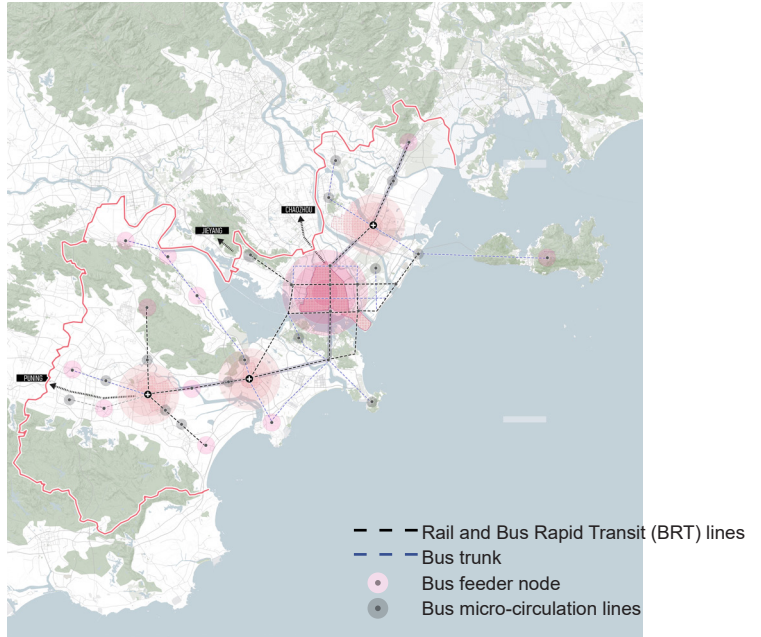 CHAOZHOU
JIEYANG
PUNING
Rail and Bus Rapid Transit (BRT) lines
Bus trunk
Bus feeder node
Bus micro-circulation lines